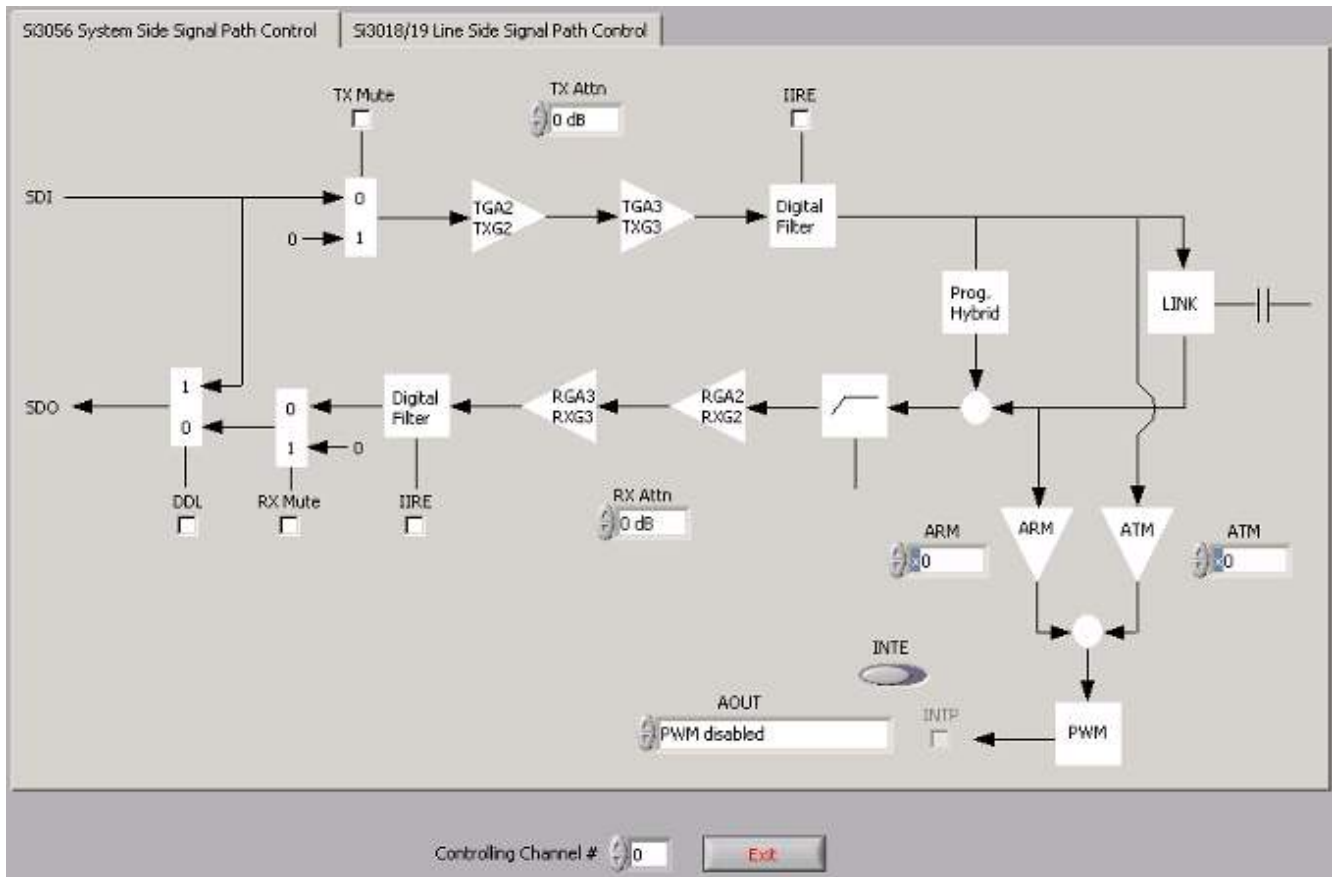 Si3056 System Side Signal Path Control
Si3018/19 Line Side Signal Path Control
TX Mute
TX Attn
0 dB
IIRE
SDI
0
0
1
TGA2
TXG2
TGA3
TXG3
Digital
Filter
Prog.
Hybrid
LINK
SDO
1
0
0
1
0
Digital
Filter
RGA3
RXG3
RGA2
RXG2
DDL
RX Mute
IIRE
RX Attn
0 dB
ARM
x0
ARM
ATM
ATM
x0
INTE
AOUT
PWM disabled
INTP
PWM
Controlling Channel #
0
Exit